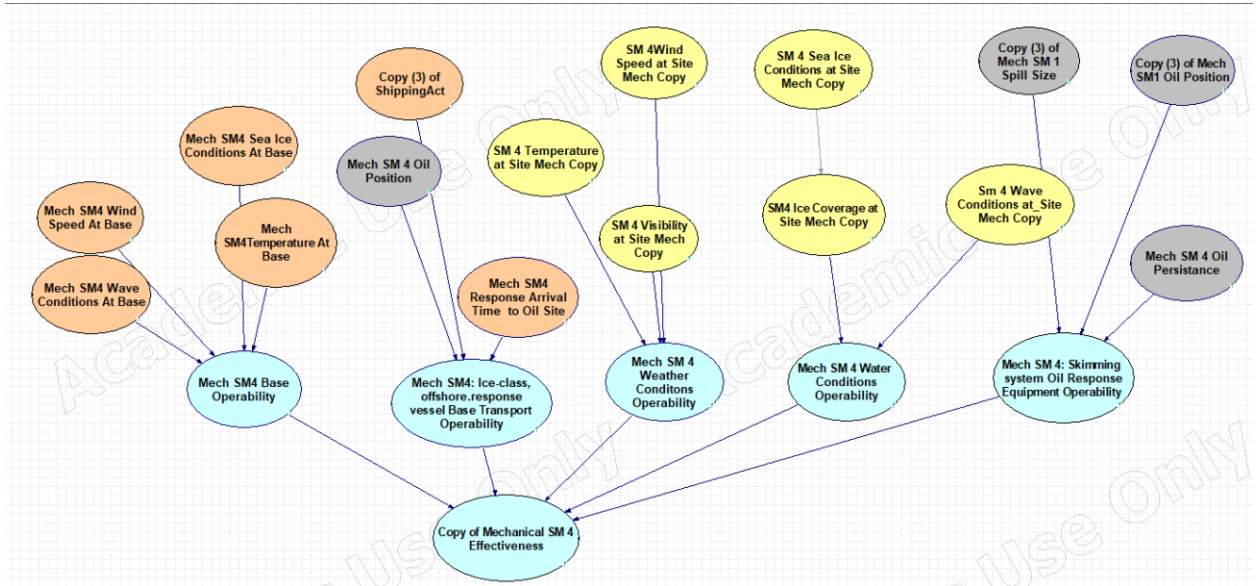 SM 4Wind
Speed at Site
Mech Copy
SM 4 Sea Ice
Conditions at Site
Mech Copy
Copy (3) of
Mech SM 1
Spill Size
Copy (3) of Mech
SM1 Oil Position
Copy (3) of
ShippingAct
Mech SM4 Sea Ice
Conditions At Base
Mech SM 4 Oil
Position
SM 4 Temperature
at Site Mech Copy
Mech SM4 Wind
Speed At Base
Mech
SM4Temperature At
Base
SM 4 Visibility
at Site Mech
Copy
SM4 Ice Coverage at
Site Mech Copy
Sm 4 Wave
Conditions at_Site
Mech Copy
Mech SM 4 Oil
Persistance
Mech SM4 Wave
Conditions At Base
Mech SM4
Response Arrival
Time to Oil Site
Mech SM4 Base
Operability
Mech SM4: Ice-class,
offshore.response
vessel Base Transport
Operability
Mech SM 4
Weather
Conditons
Operability
Mech SM 4 Water
Conditions
Operability
Mech SM 4: Skimming
system Oil Response
Equipment Operability
Copy of Mechanical SM 4
Effectiveness
Academic Use Only
Academic Use Only
Use Only
Use Only